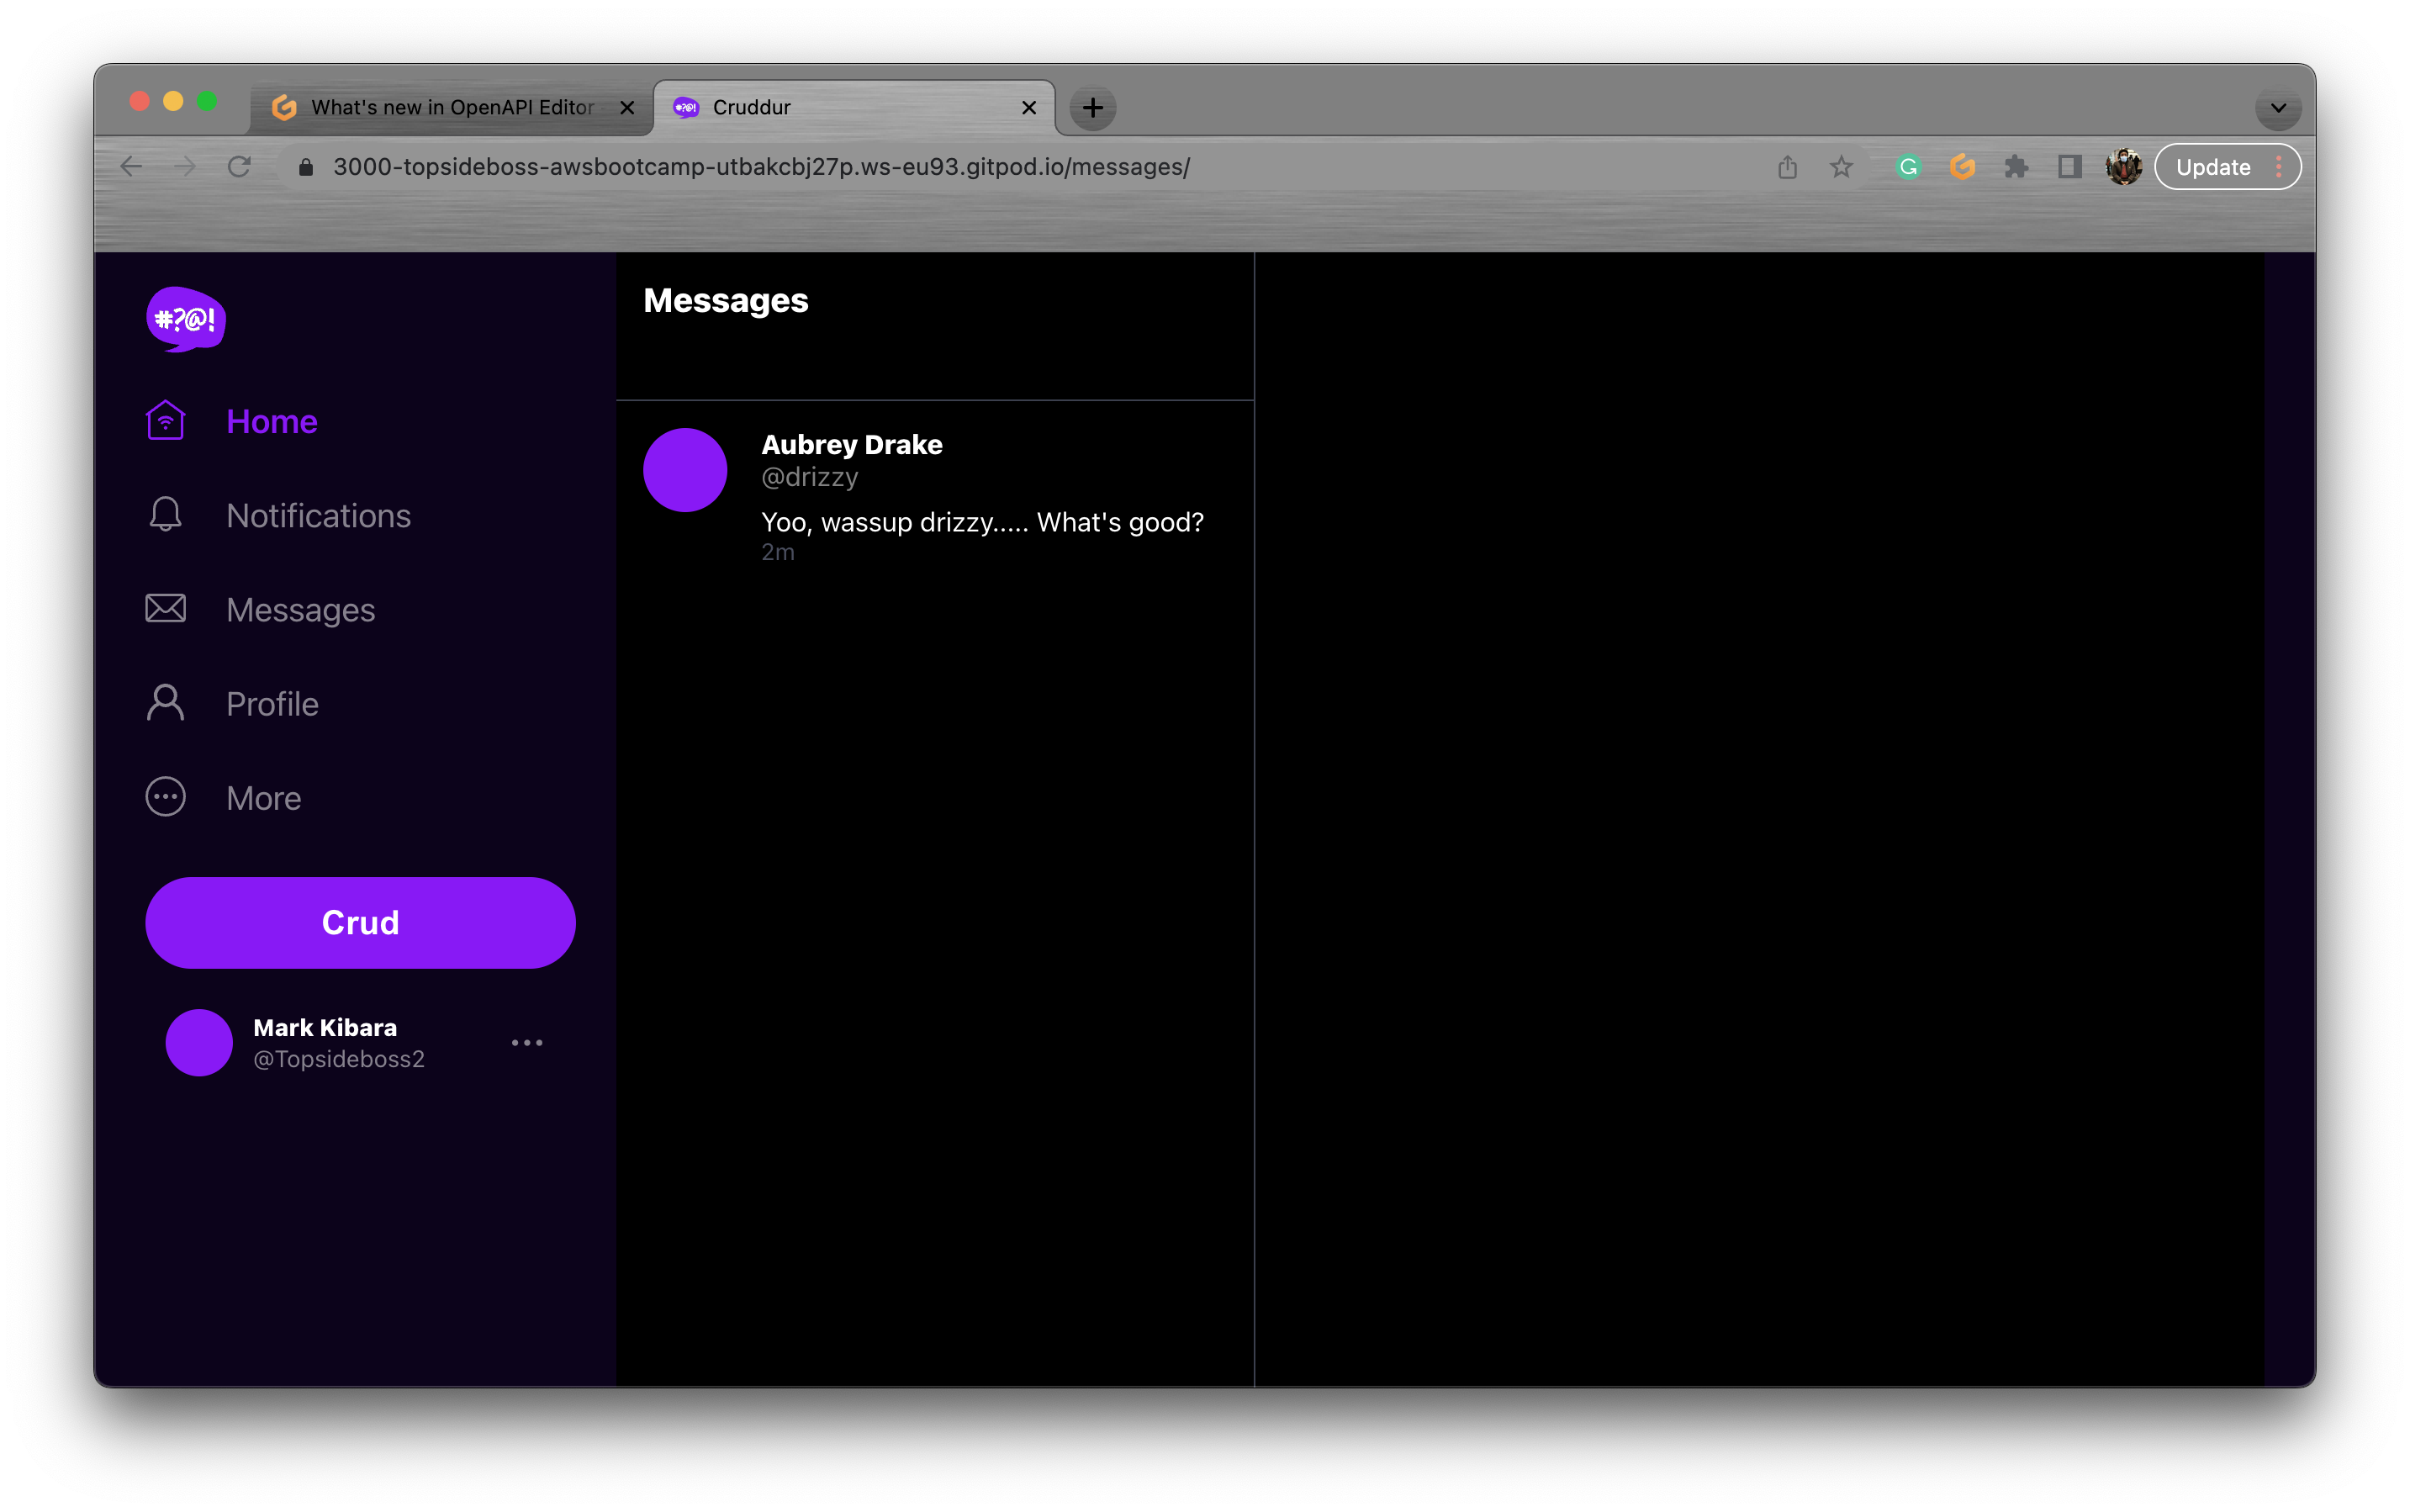 What's new in OpenAPI Editor
#?@! Cruddur
3000-topsideboss-awsbootcamp-utbakcbj27p.ws-eu93.gitpod.io/messages/
Update
#?@!
Home
Notifications
Messages
Profile
More
Crud
Mark Kibara
@Topsideboss2
Messages
Aubrey Drake
@drizzy
Yoo, wassup drizzy..... What's good?
2m